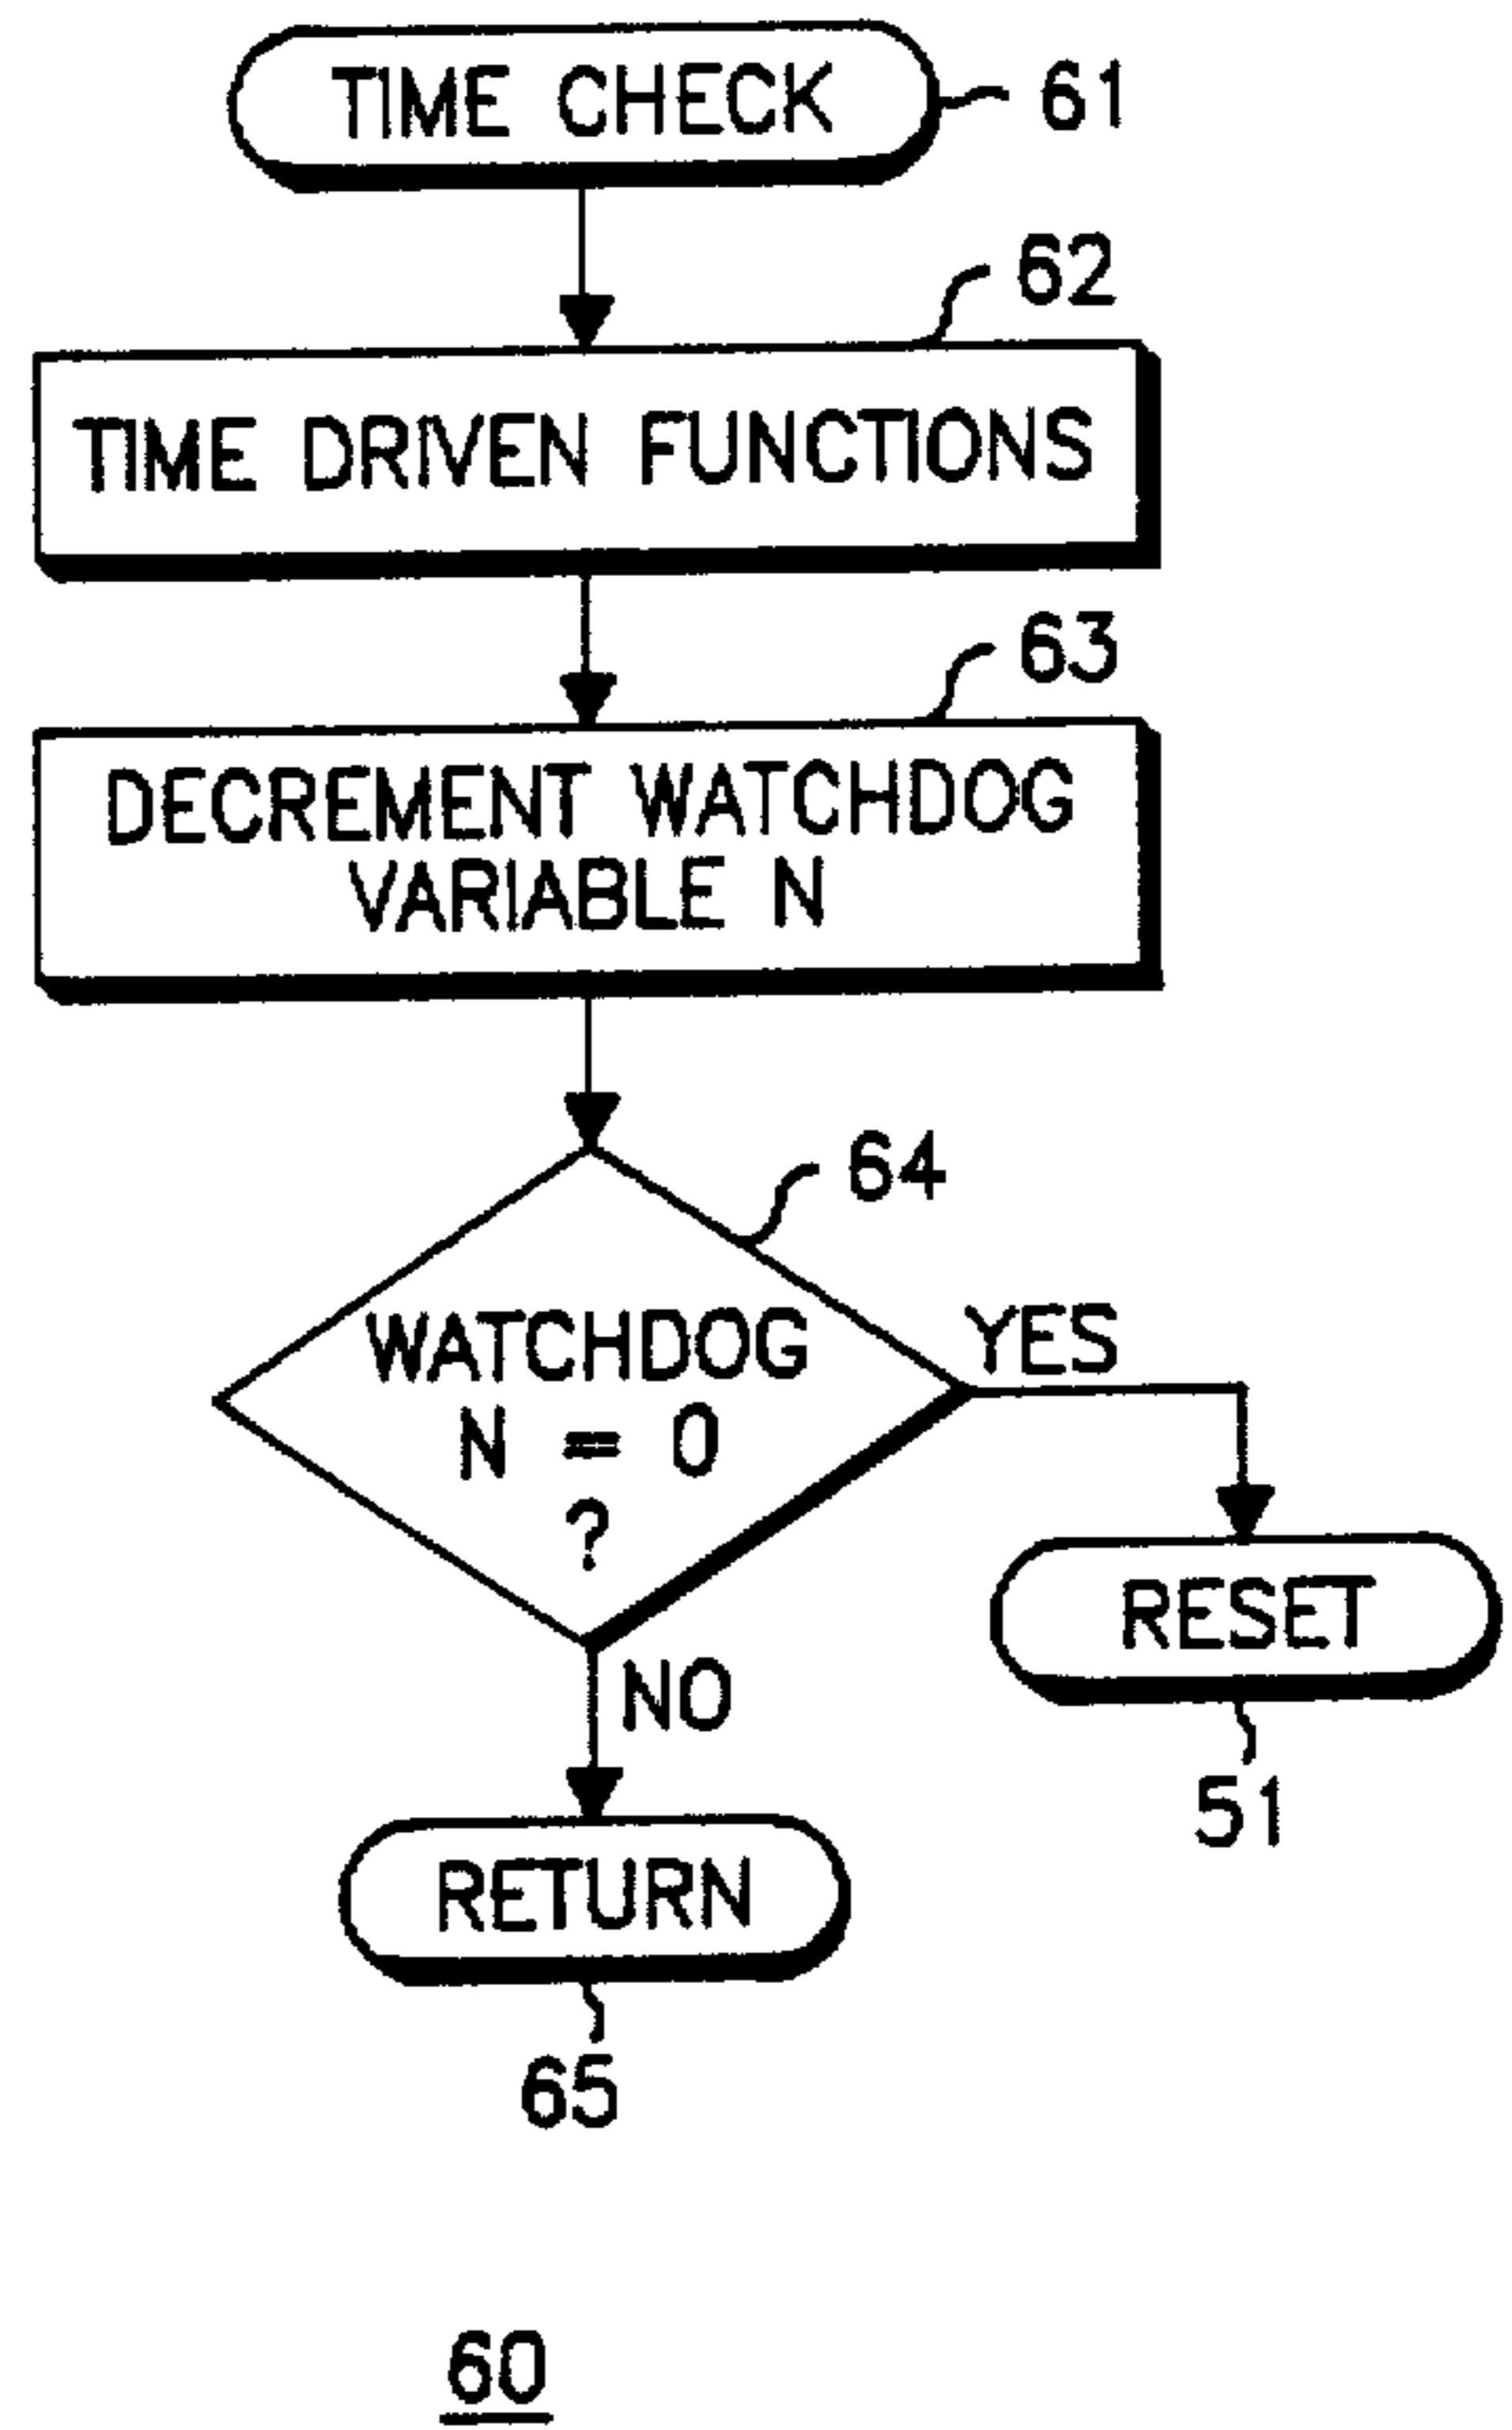 TIME CHECK
61
62
TIME DRIVEN FUNCTIONS
63
DECREMENT WATCHDOG
VARIABLE N
64
WATCHDOG
N = 0
?
YES
RESET
51
NO
RETURN
65
60